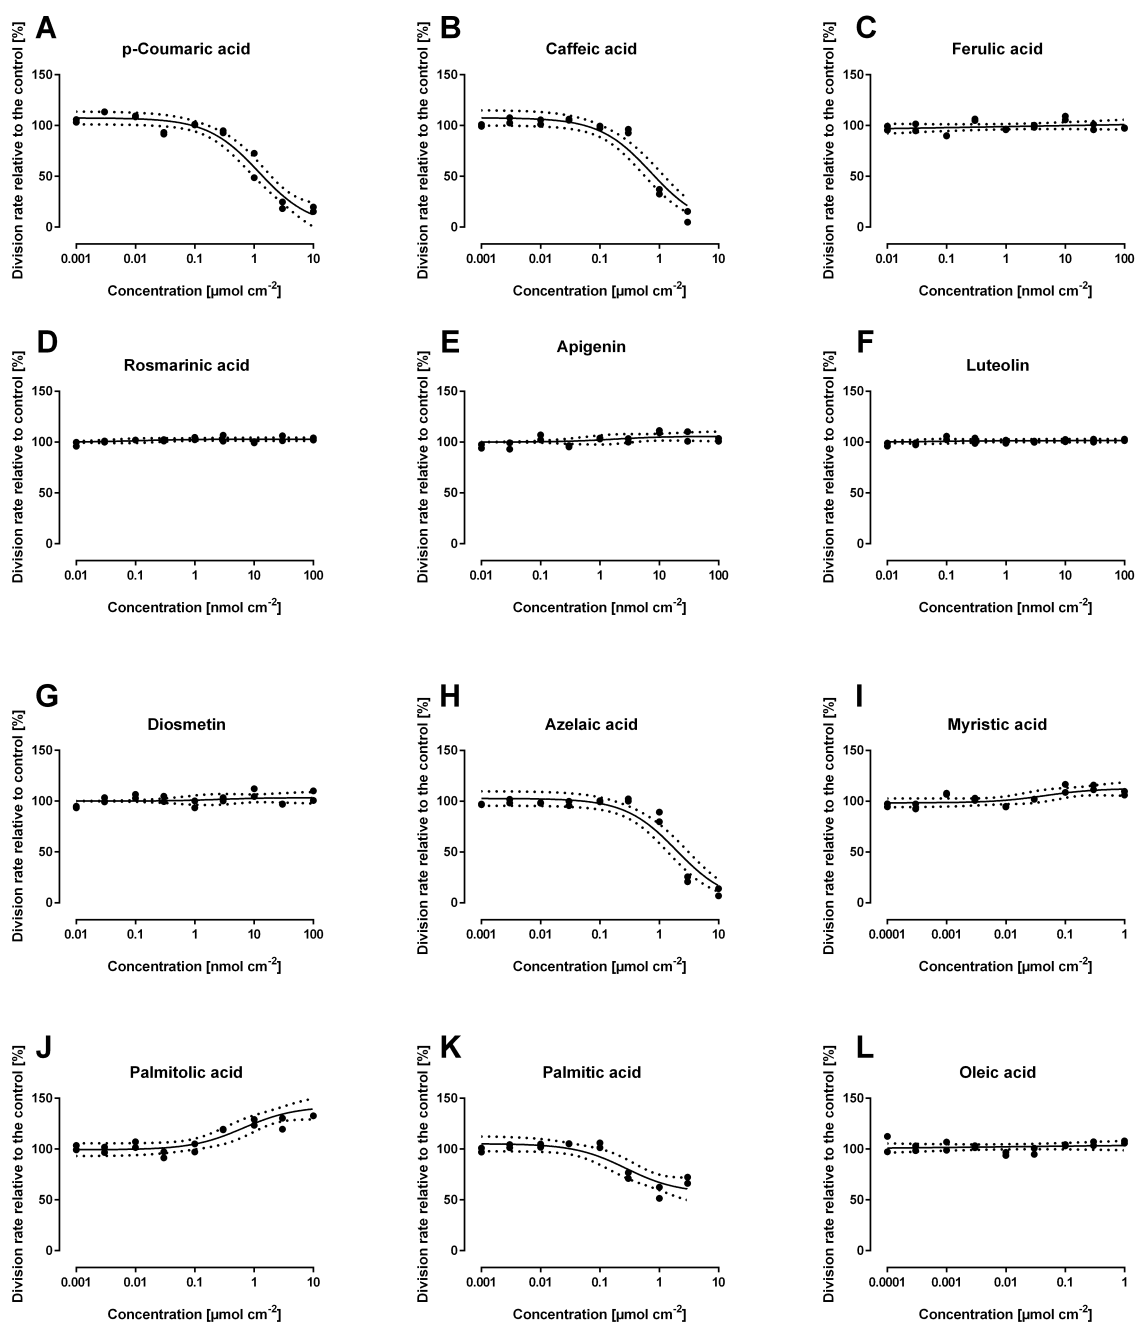 A
p-Coumaric acid
Division rate relative to the control [%]
150
100
50
0
0.001 0.01 0.1 1 10
Concentration [µmol cm-2]
B
Caffeic acid
Division rate relative to the control [%]
150
100
50
0
0.001 0.01 0.1 1 10
Concentration [µmol cm-2]
C
Ferulic acid
Division rate relative to the control [%]
150
100
50
0
0.01 0.1 1 10 100
Concentration [nmol cm-2]
D
Rosmarinic acid
Division rate relative to control [%]
150
100
50
0
0.01 0.1 1 10 100
Concentration [nmol cm-2]
E
Apigenin
Division rate relative to control [%]
150
100
50
0
0.01 0.1 1 10 100
Concentration [nmol cm-2]
F
Luteolin
Division rate relative to control [%]
150
100
50
0
0.01 0.1 1 10 100
Concentration [nmol cm-2]
G
Diosmetin
Division rate relative to control [%]
150
100
50
0
0.01 0.1 1 10 100
Concentration [nmol cm-2]
H
Azelaic acid
Division rate relative to the control [%]
150
100
50
0
0.001 0.01 0.1 1 10
Concentration [µmol cm-2]
I
Myristic acid
Division rate relative to the control [%]
150
100
50
0
0.0001 0.001 0.01 0.1 1
Concentration [µmol cm-2]
J
Palmitolic acid
Division rate relative to the control [%]
150
100
50
0
0.001 0.01 0.1 1 10
Concentration [µmol cm-2]
K
Palmitic acid
Division rate relative to the control [%]
150
100
50
0
0.001 0.01 0.1 1 10
Concentration [µmol cm-2]
L
Oleic acid
Division rate relative to the control [%]
150
100
50
0
0.0001 0.001 0.01 0.1 1
Concentration [µmol cm-2]